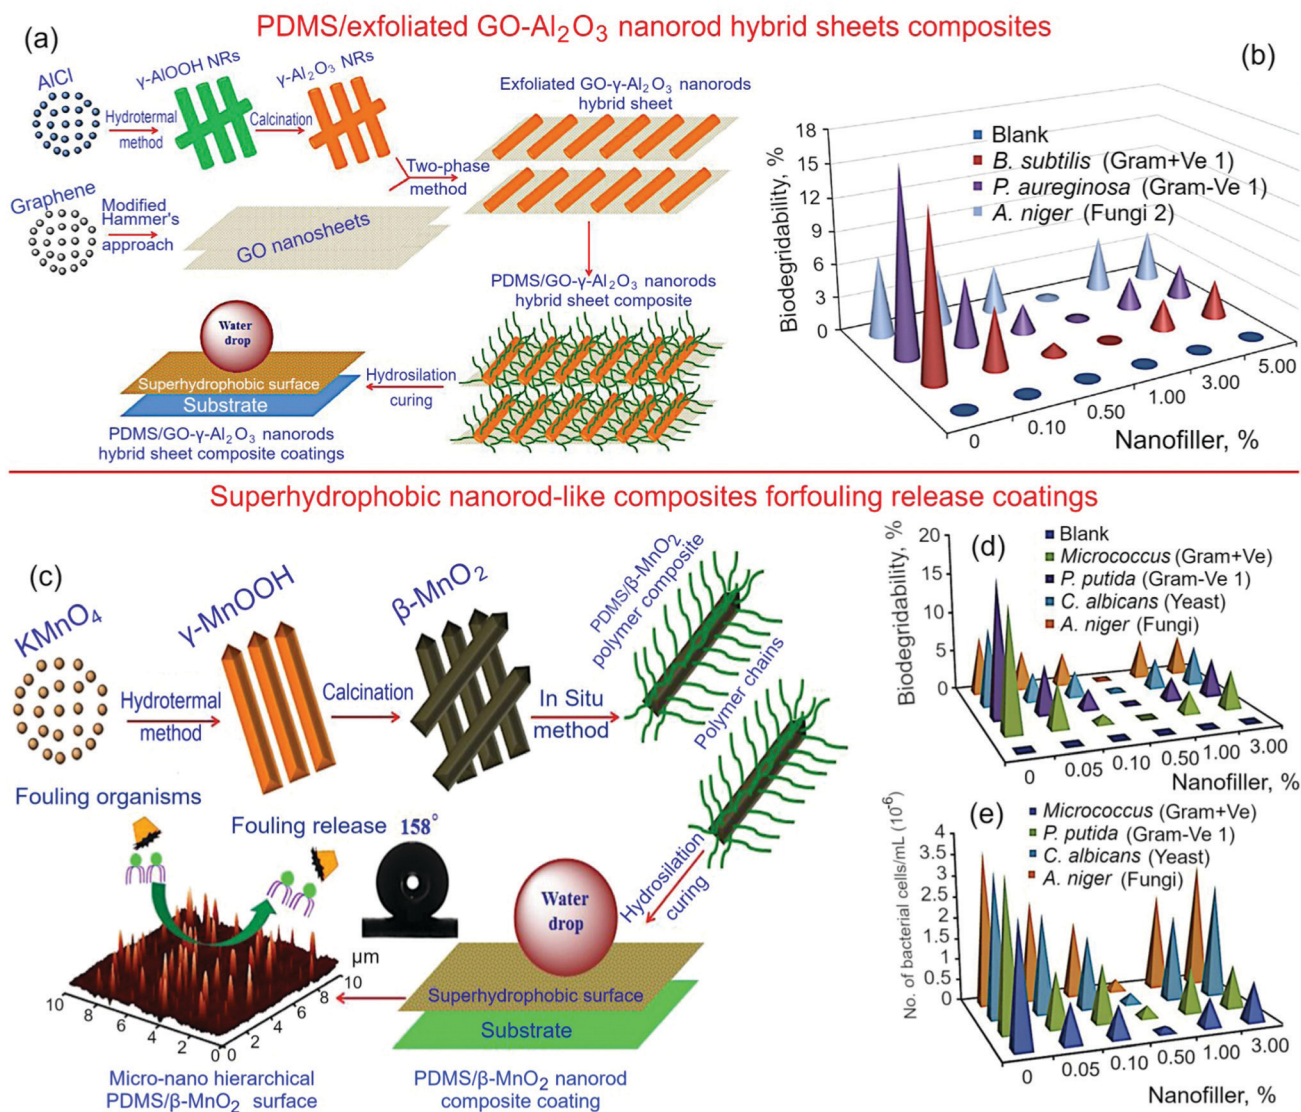 PDMS/exfoliated GO-Al₂O₃ nanorod hybrid sheets composites
(a)
AlCl
γ-AlOOH NRs
γ-Al₂O₃ NRs
Hydrotermal
method
Calcination
Exfoliated GO-γ-Al₂O₃ nanorods
hybrid sheet
Two-phase
method
Graphene
Modified
Hammer's
approach
GO nanosheets
PDMS/GO-γ-Al₂O₃ nanorods
hybrid sheet composite
Water
drop
Superhydrophobic surface
Substrate
Hydrosilation
curing
PDMS/GO-γ-Al₂O₃ nanorods
hybrid sheet composite coatings
(b)
Biodegridability, %
18
15
12
9
6
3
0
Blank
B. subtilis (Gram+Ve 1)
P. aureginosa (Gram-Ve 1)
A. niger (Fungi 2)
0
0.10
0.50
1.00
3.00
5.00
Nanofiller, %
Superhydrophobic nanorod-like composites forfouling release coatings
(c)
KMnO₄
γ-MnOOH
β-MnO₂
PDMS/β-MnO₂
polymer composite
Hydrotermal
method
Calcination
In Situ
method
Polymer chains
Fouling organisms
Fouling release
158°
Hydrosilation
curing
Water
drop
Superhydrophobic surface
Substrate
µm
10
8
6
4
2
0
0
2
4
6
8
10
Micro-nano hierarchical
PDMS/β-MnO₂ surface
PDMS/β-MnO₂ nanorod
composite coating
(d)
Biodegridability, %
20
15
10
5
0
Blank
Micrococcus (Gram+Ve)
P. putida (Gram-Ve 1)
C. albicans (Yeast)
A. niger (Fungi)
0
0.05
0.10
0.50
1.00
3.00
Nanofiller, %
(e)
No. of bacterial cells/mL (10⁻⁶)
4
3.5
3
2.5
2
1.5
1
0.5
0
Micrococcus (Gram+Ve)
P. putida (Gram-Ve 1)
C. albicans (Yeast)
A. niger (Fungi)
0
0.05
0.10
0.50
1.00
3.00
Nanofiller, %